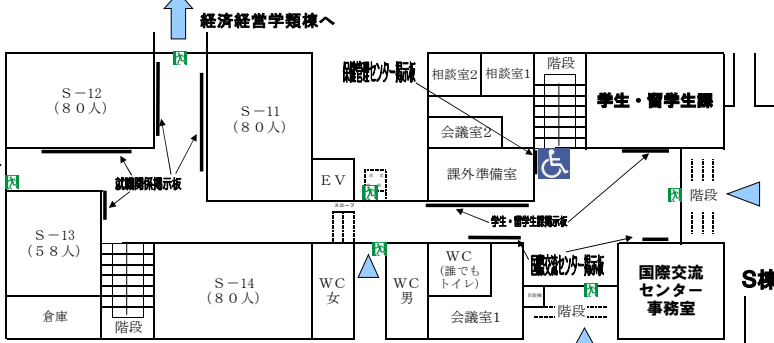 経済経営学類棟へ
S－12
（８０人）
S－11
（８０人）
保健管理センター掲示板
相談室2
相談室1
階段
学生・留学生課
会議室2
課外準備室
就職関係掲示板
EV
スロープ
階段
S－13
（５８人）
学生・留学生課掲示板
S－14
（８０人）
WC
女
WC
男
WC
(誰でも
トイレ)
国際交流センター掲示板
国際交流
センター
事務室
S棟
倉庫
階段
会議室1
階段